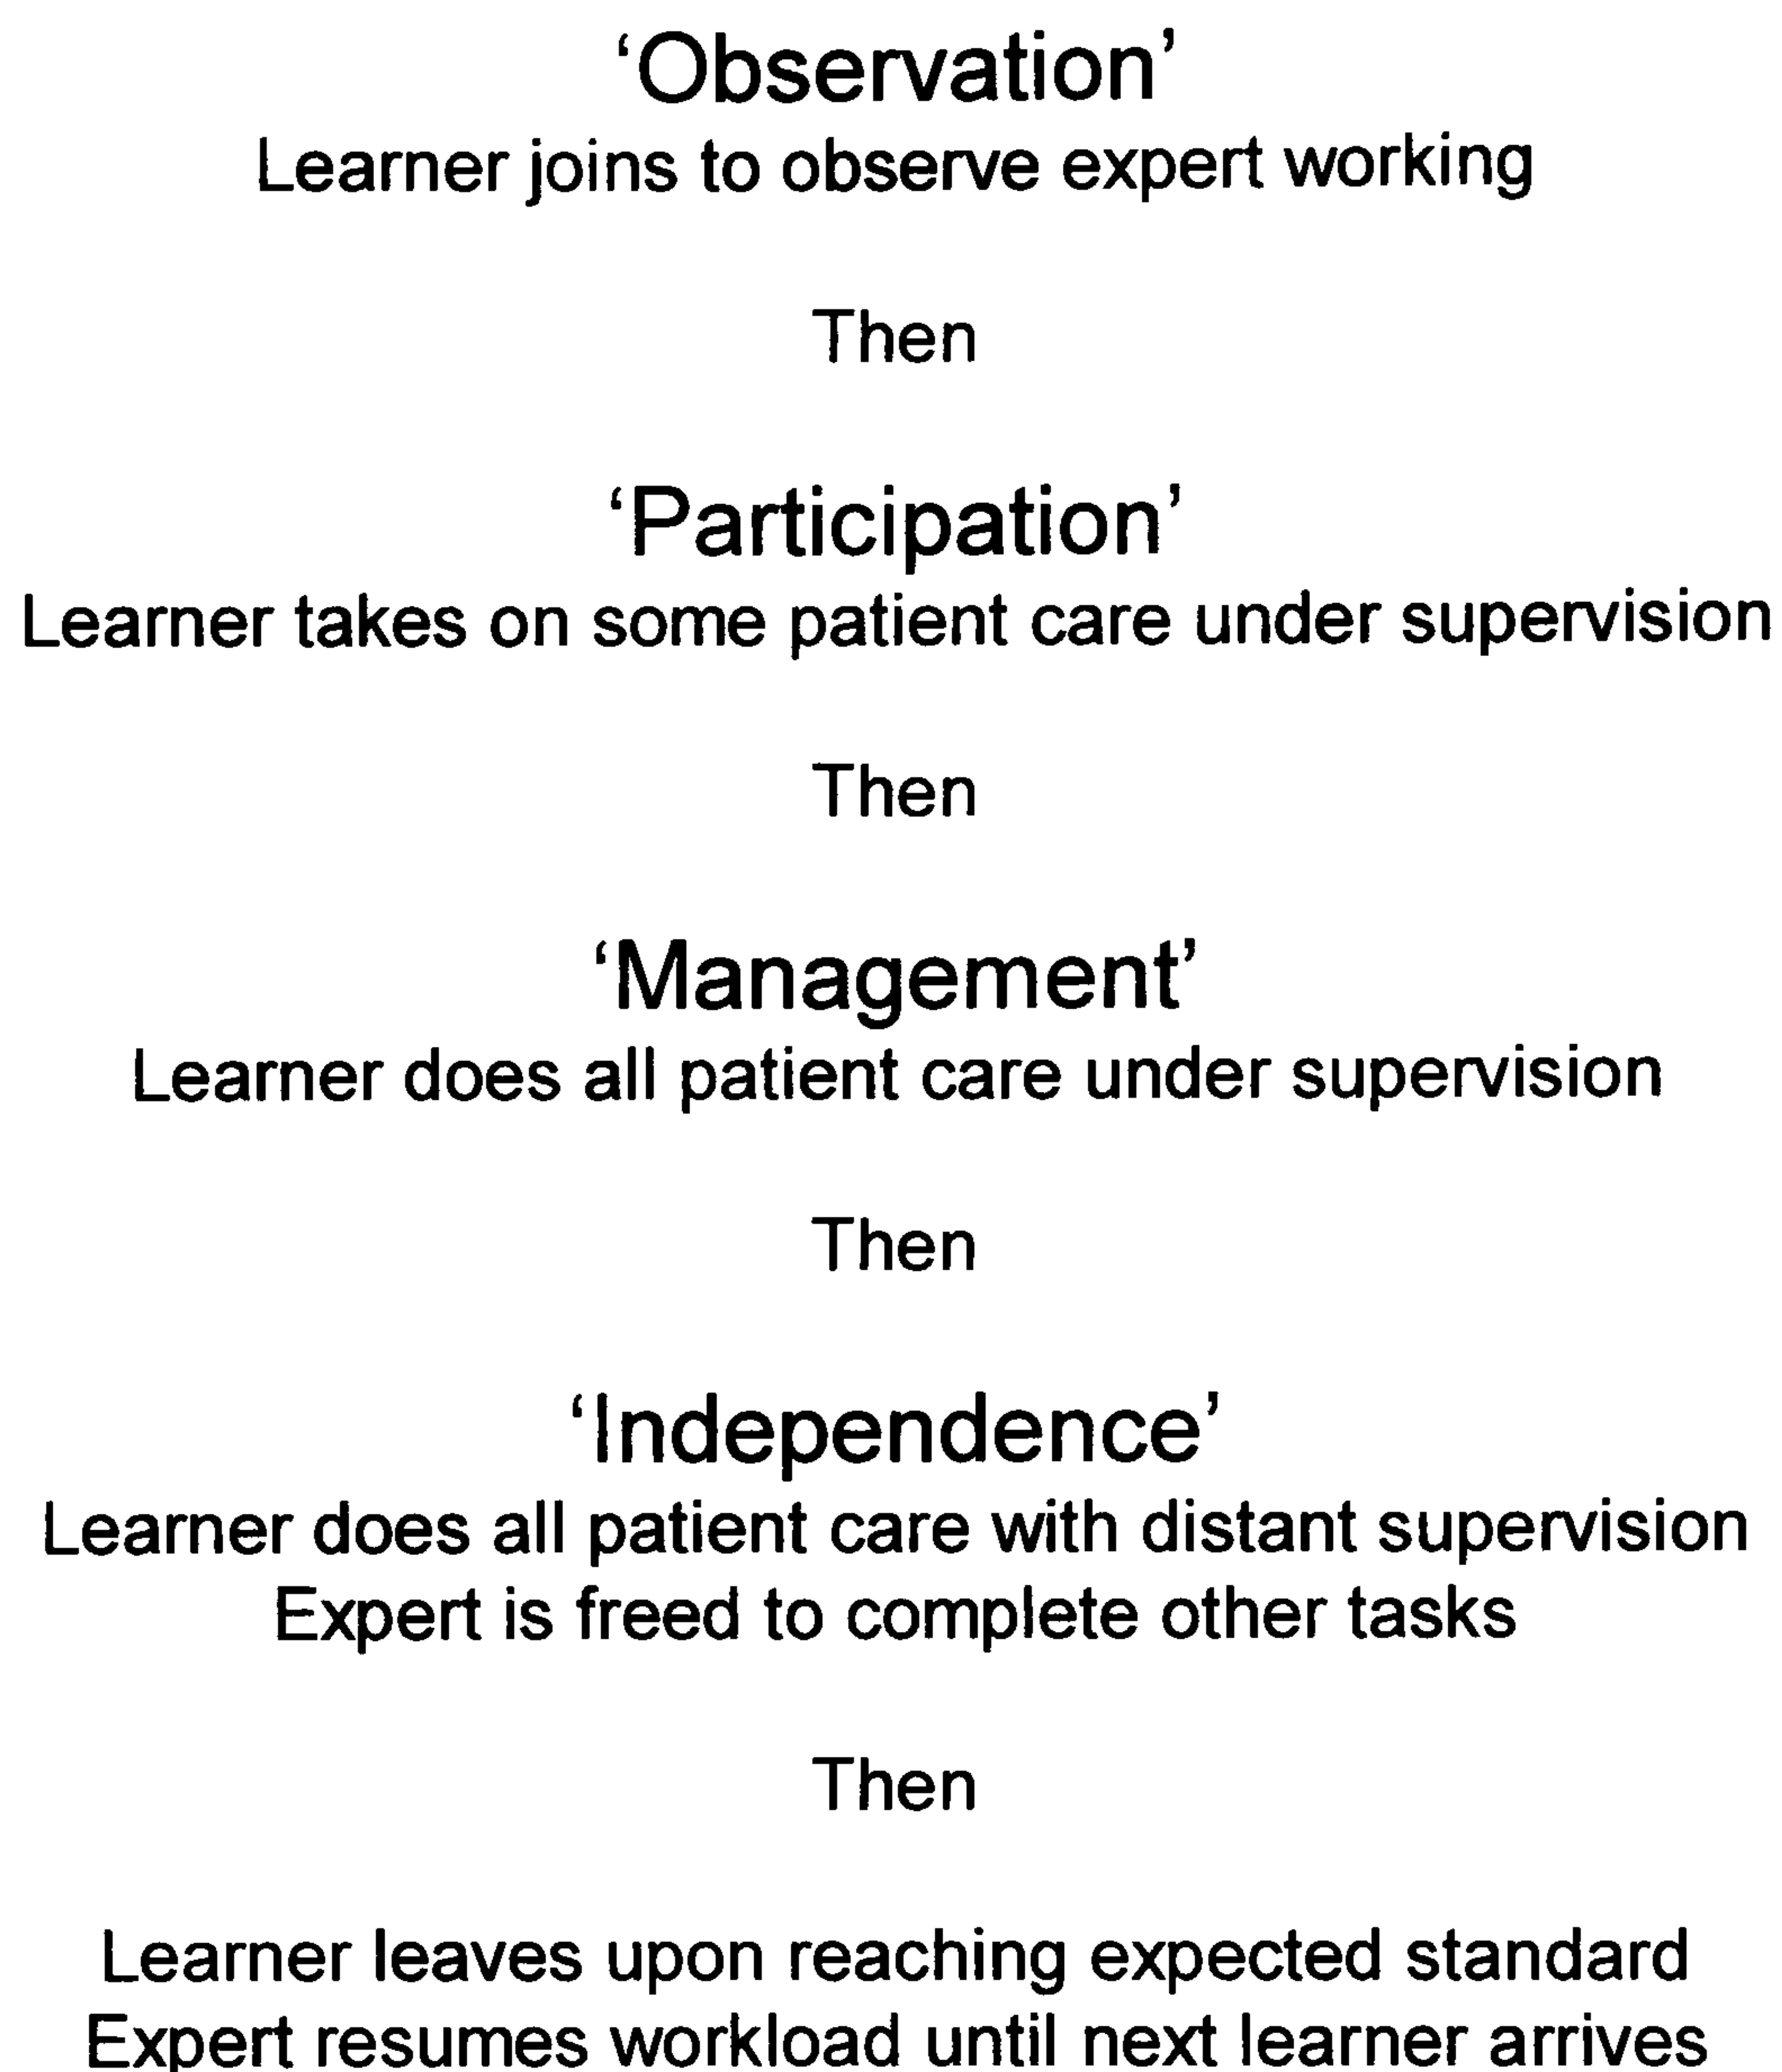 ‘Observation’
Learner joins to observe expert working
Then
‘Participation’
Learner takes on some patient care under supervision
Then
‘Management’
Learner does all patient care under supervision
Then
‘Independence’
Learner does all patient care with distant supervision
Expert is freed to complete other tasks
Then
Learner leaves upon reaching expected standard
Expert resumes workload until next learner arrives